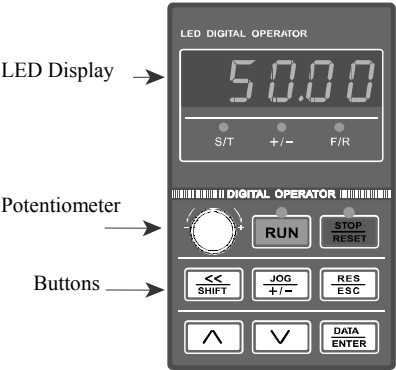 LED DIGITAL OPERATOR
LED Display
50.00
S/T +/- F/R
DIGITAL OPERATOR
Potentiometer
- +
RUN
STOP
RESET
Buttons
<<
SHIFT
JOG
+/-
RES
ESC
DATA
ENTER